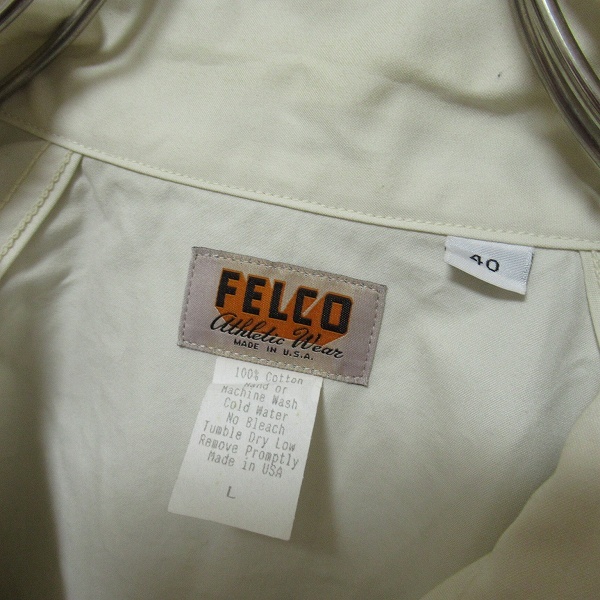 FELCO
Athletic Wear
MADE IN U.S.A.
40
100% Cotton
Hand or
Machine Wash
Cold Water
No Bleach
Tumble Dry Low
Remove Promptly
Made in USA
L